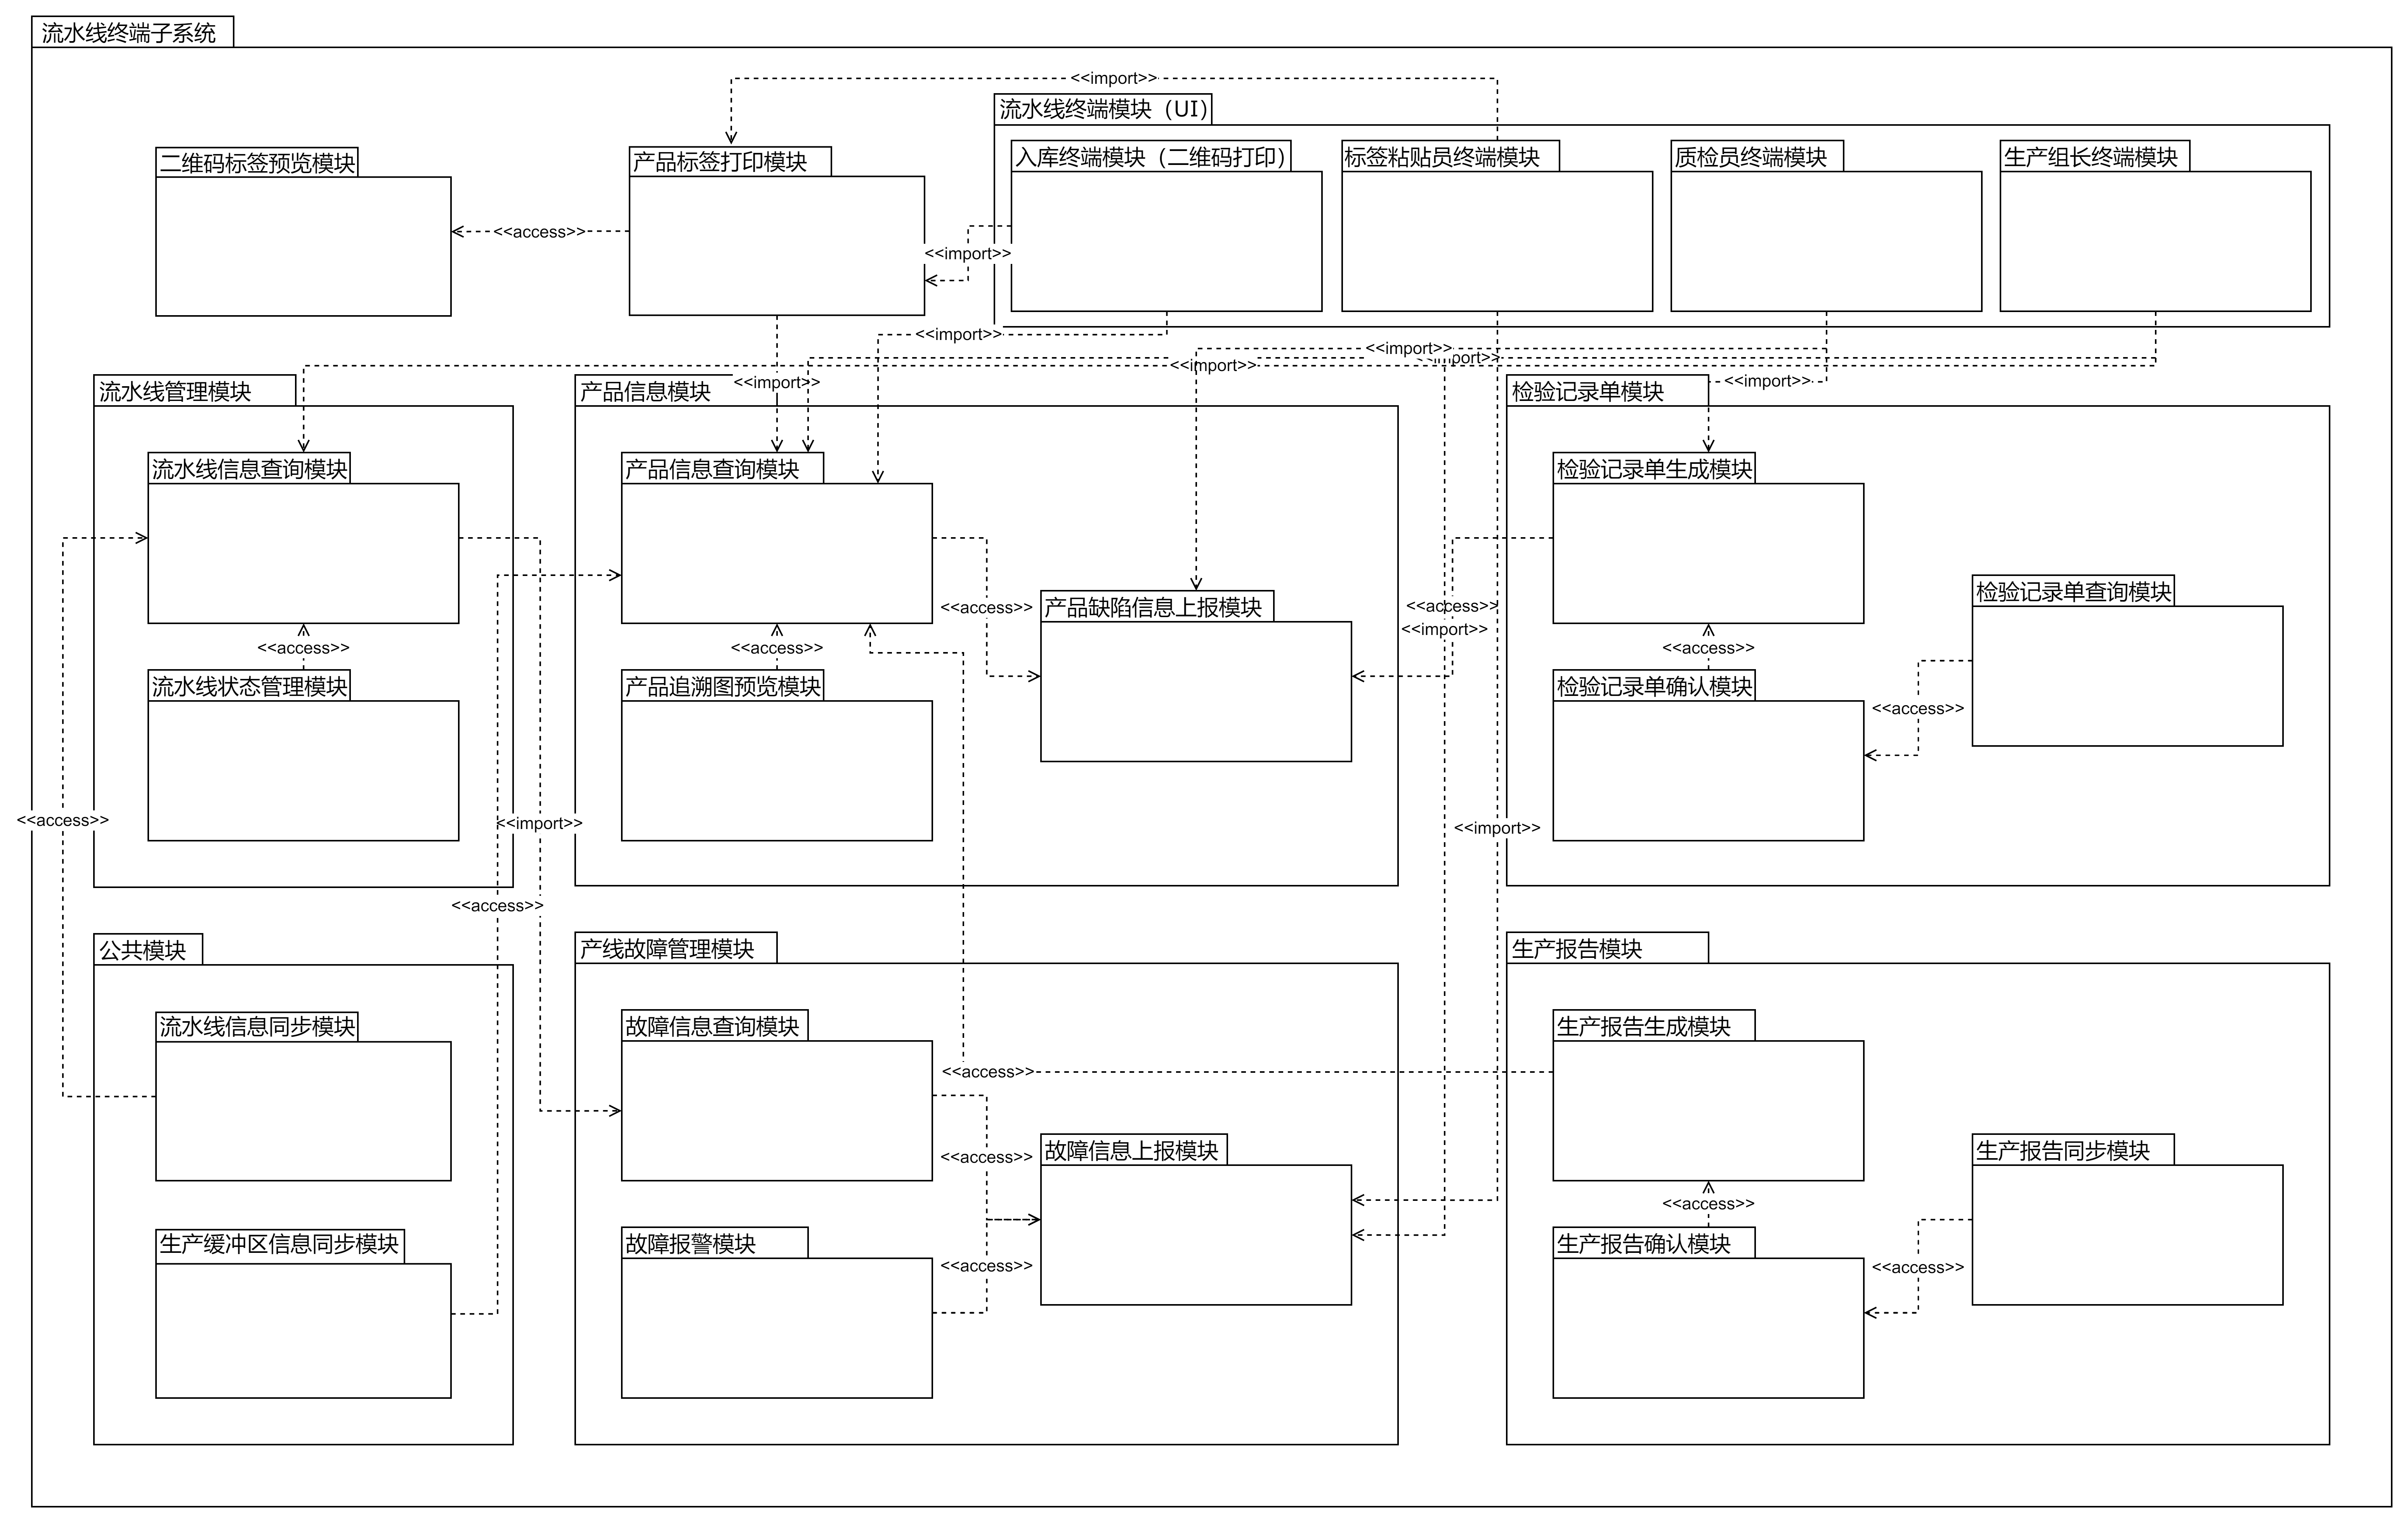 流水线终端子系统
<<import>>
流水线终端模块（UI）
二维码标签预览模块
产品标签打印模块
入库终端模块（二维码打印）
标签粘贴员终端模块
质检员终端模块
生产组长终端模块
<<access>>
<<import>>
<<import>>
<<import>>
port>>
<<import>>
<<import>>
<<import>>
流水线管理模块
产品信息模块
检验记录单模块
流水线信息查询模块
产品信息查询模块
检验记录单生成模块
检验记录单查询模块
<<access>>
产品缺陷信息上报模块
<<access>>
<<import>>
<<access>>
<<access>>
<<access>>
流水线状态管理模块
产品追溯图预览模块
检验记录单确认模块
<<access>>
<<access>>
<<import>>
<<import>>
<<access>>
公共模块
产线故障管理模块
生产报告模块
流水线信息同步模块
故障信息查询模块
生产报告生成模块
<<access>>
<<access>>
故障信息上报模块
生产报告同步模块
<<access>>
生产缓冲区信息同步模块
故障报警模块
生产报告确认模块
<<access>>
<<access>>